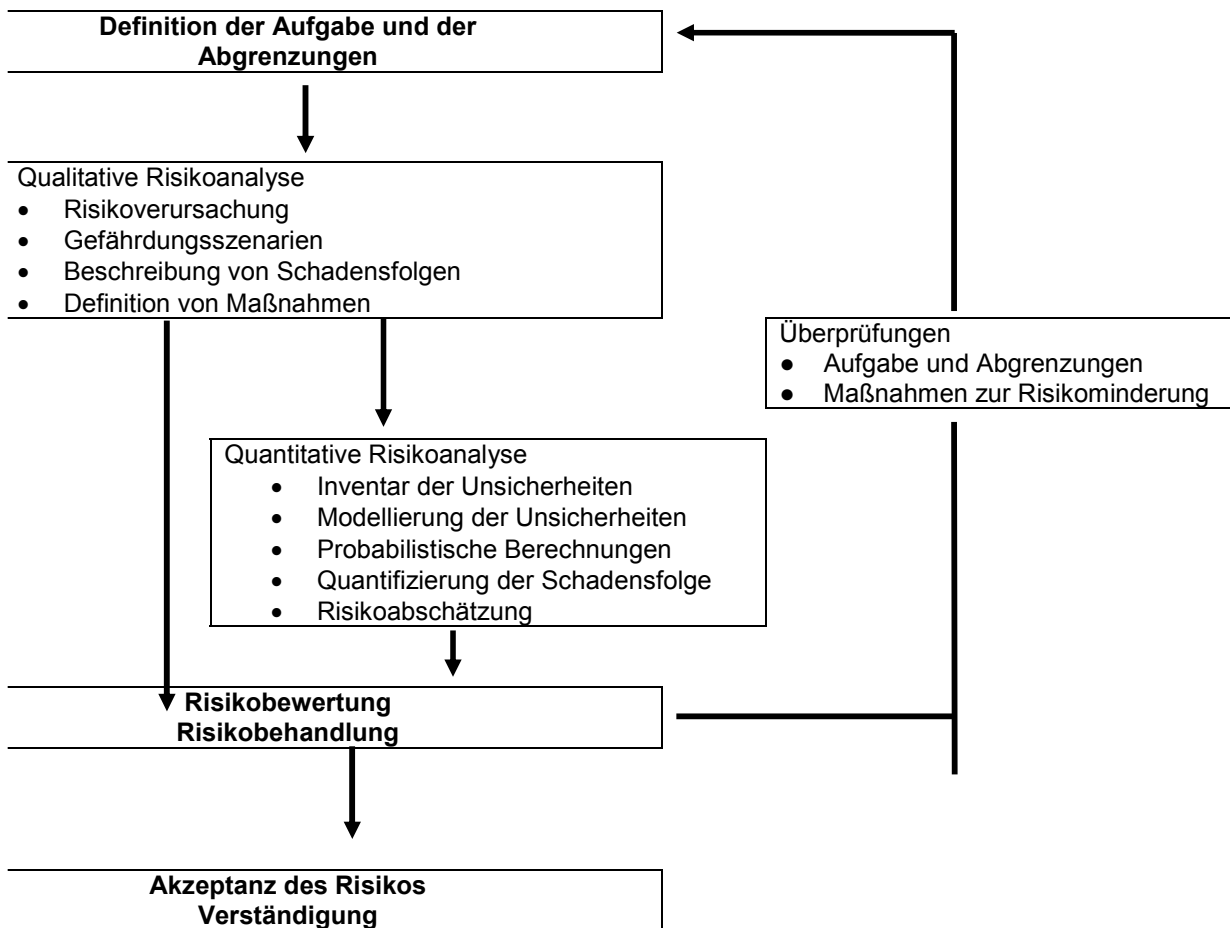 Definition der Aufgabe und der
Abgrenzungen
Qualitative Risikoanalyse
• Risikoverursachung
• Gefährdungsszenarien
• Beschreibung von Schadensfolgen
• Definition von Maßnahmen
Überprüfungen
● Aufgabe und Abgrenzungen
● Maßnahmen zur Risikominderung
Quantitative Risikoanalyse
• Inventar der Unsicherheiten
• Modellierung der Unsicherheiten
• Probabilistische Berechnungen
• Quantifizierung der Schadensfolge
• Risikoabschätzung
Risikobewertung
Risikobehandlung
Akzeptanz des Risikos
Verständigung